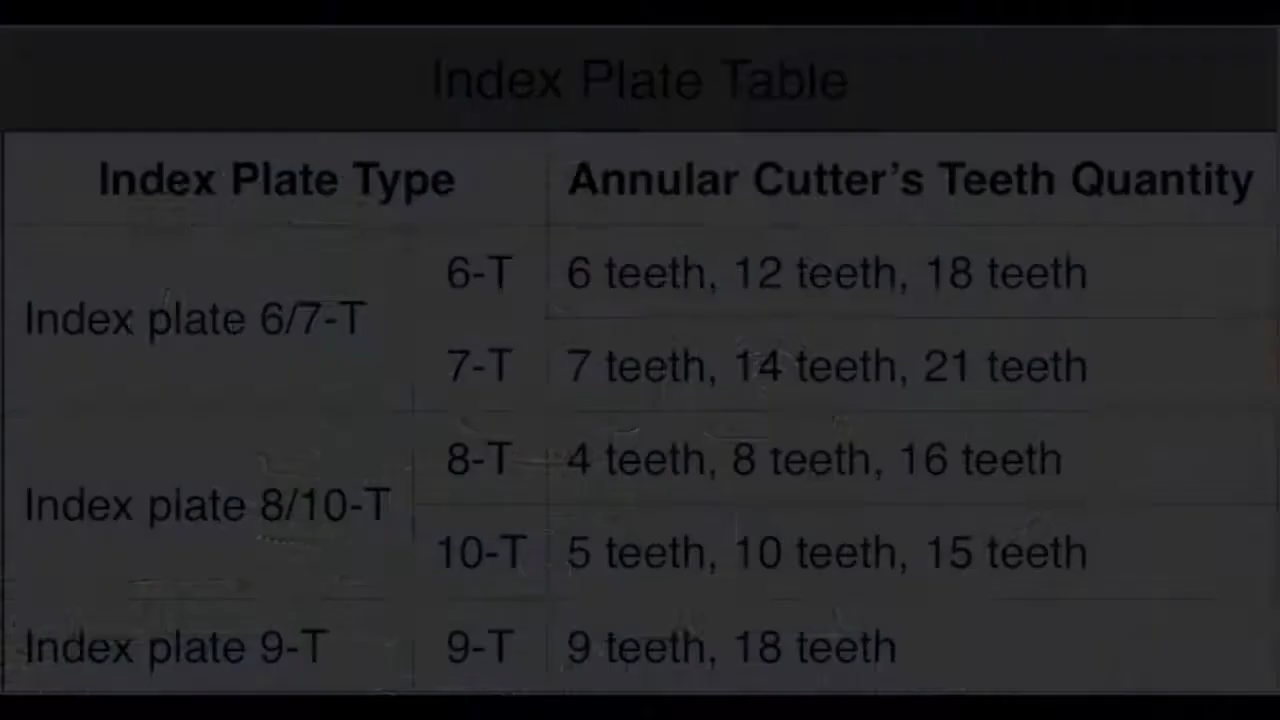 Index Plate Table
Index Plate Type Annular Cutter's Teeth Quantity
Index plate 6/7-T 6-T 6 teeth, 12 teeth, 18 teeth
7-T 7 teeth, 14 teeth, 21 teeth
Index plate 8/10-T 8-T 4 teeth, 8 teeth, 16 teeth
10-T 5 teeth, 10 teeth, 15 teeth
Index plate 9-T 9-T 9 teeth, 18 teeth